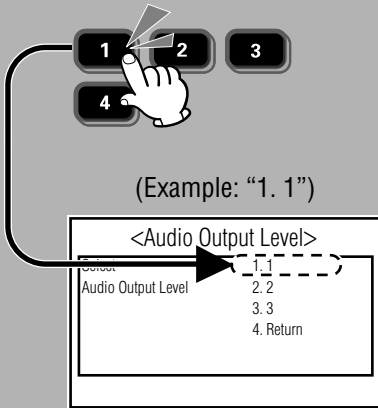 1 2 3
4
(Example: “1. 1”)
<Audio Output Level>
Select 1. 1
Audio Output Level 2. 2
3. 3
4. Return